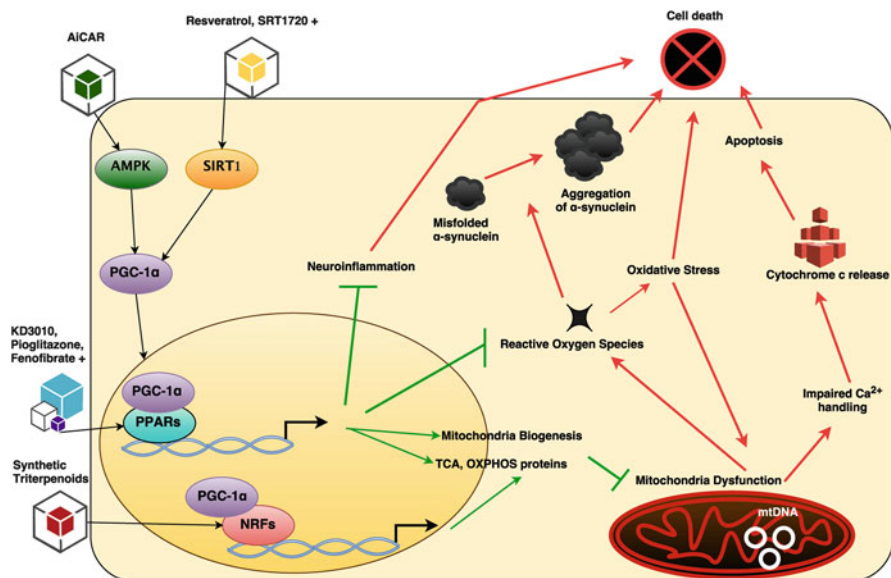 Resveratrol, SRT1720 +
AiCAR
Cell death
AMPK
SIRT1
Apoptosis
Aggregation
of α-synuclein
Misfolded
α-synuclein
PGC-1α
Neuroinflammation
Oxidative Stress
Cytochrome c release
KD3010,
Pioglitazone,
Fenofibrate +
Reactive Oxygen Species
PGC-1α
PPARs
Impaired Ca²⁺
handling
Mitochondria Biogenesis
TCA, OXPHOS proteins
Synthetic
Triterpenoids
Mitochondria Dysfunction
PGC-1α
NRFs
mtDNA